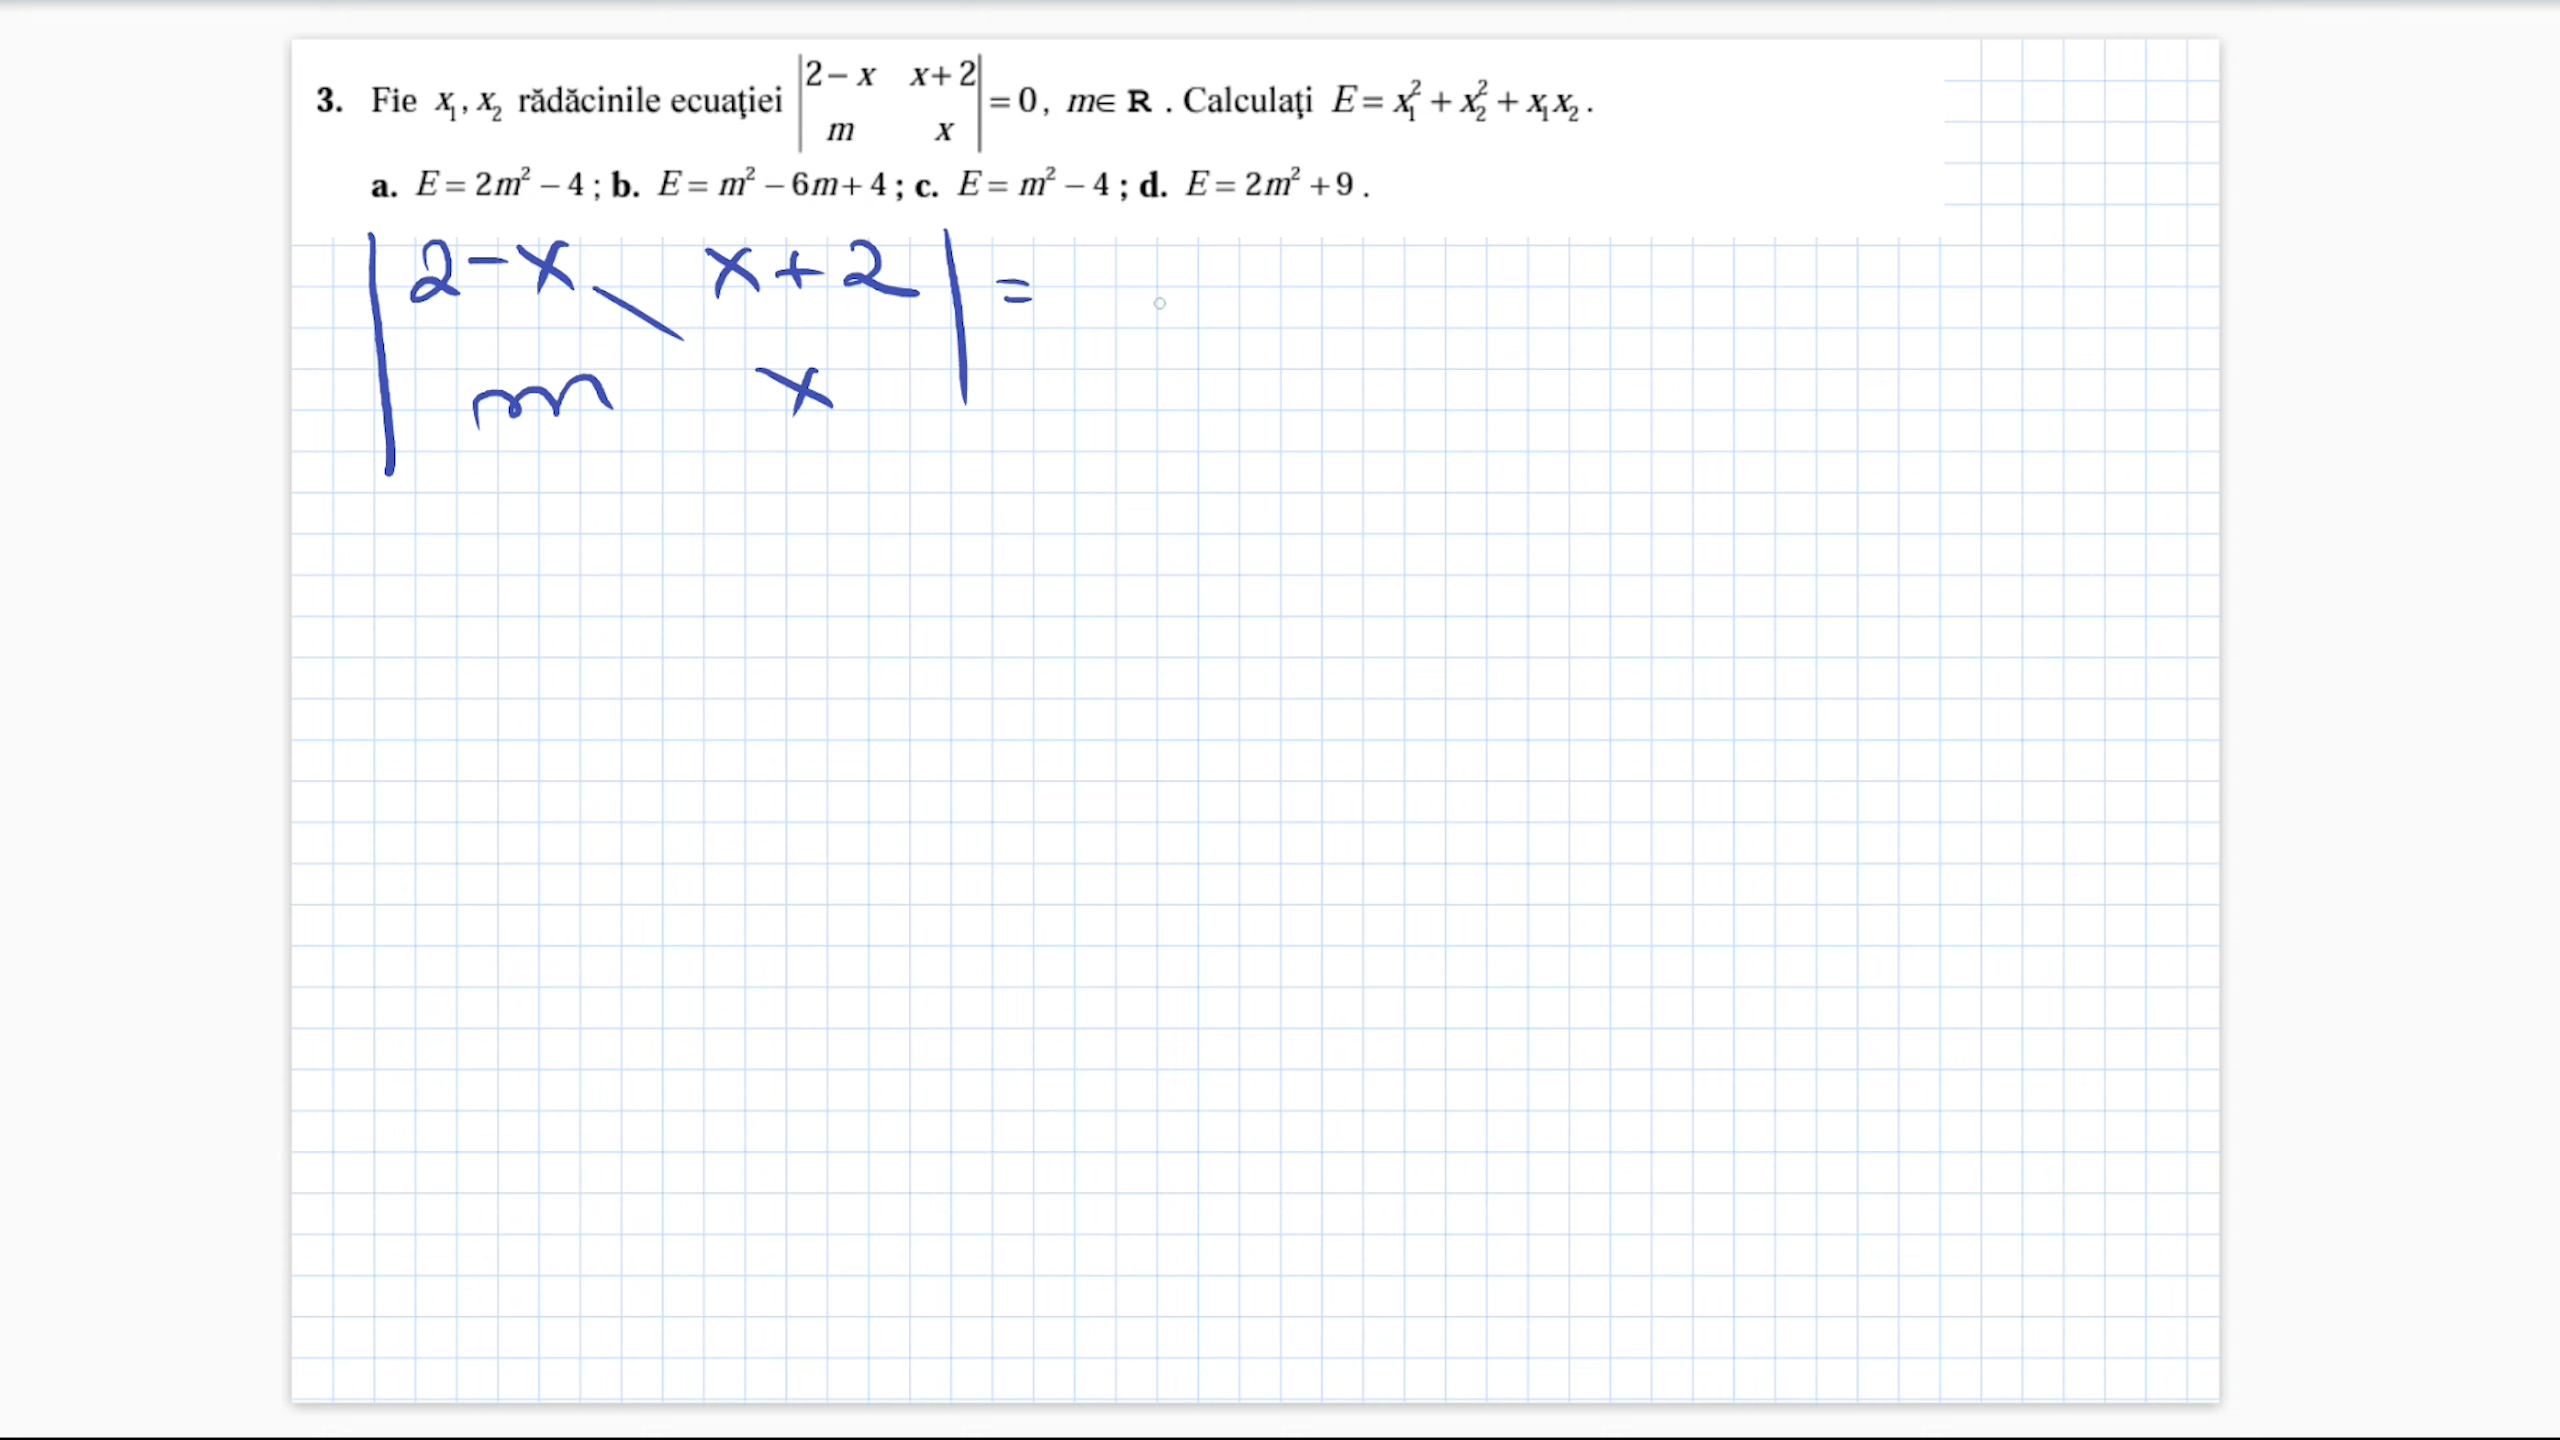 3. Fie x₁, x₂ rădăcinile ecuației |2 − x x + 2; m x| = 0, m ∈ R . Calculați E = x₁² + x₂² + x₁x₂ .
a. E = 2m² − 4 ; b. E = m² − 6m + 4 ; c. E = m² − 4 ; d. E = 2m² + 9 .
|2 − x x + 2| =
m x